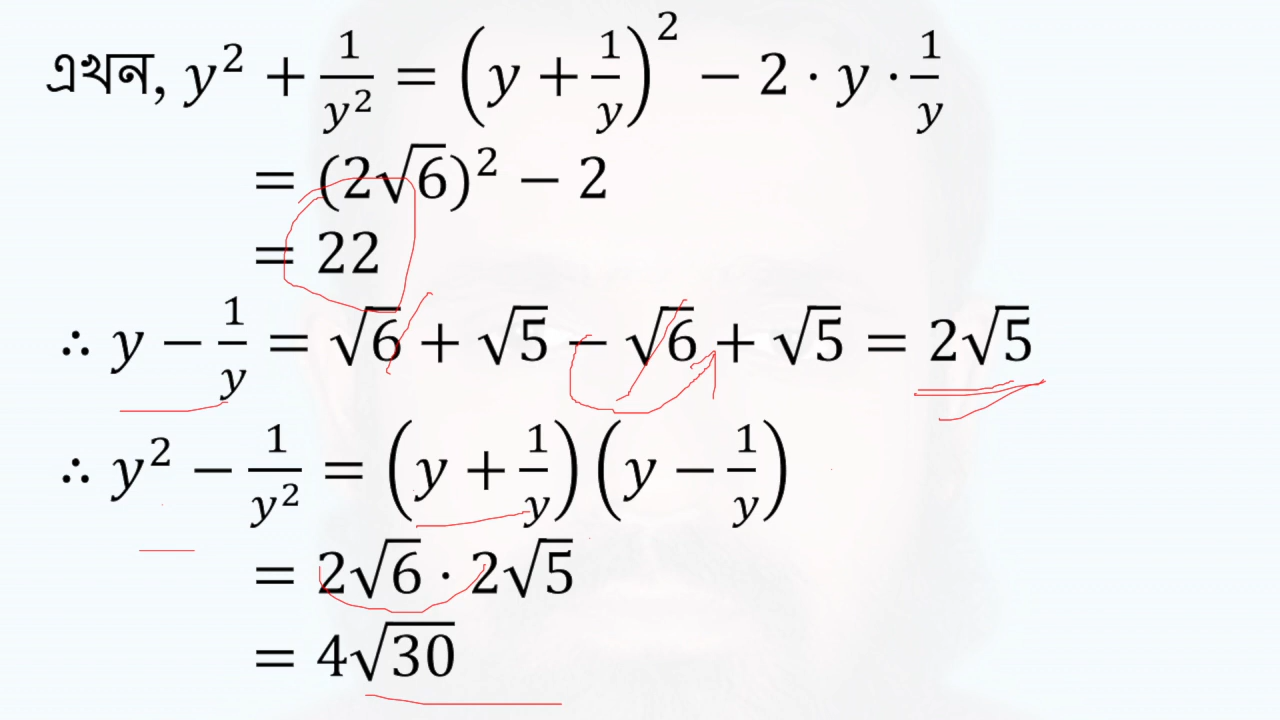 এখন, y² + 1/y² = (y + 1/y)² − 2 · y · 1/y
= (2√6)² − 2
= 22
∴ y − 1/y = √6 + √5 − √6 + √5 = 2√5
∴ y² − 1/y² = (y + 1/y)(y − 1/y)
= 2√6 · 2√5
= 4√30